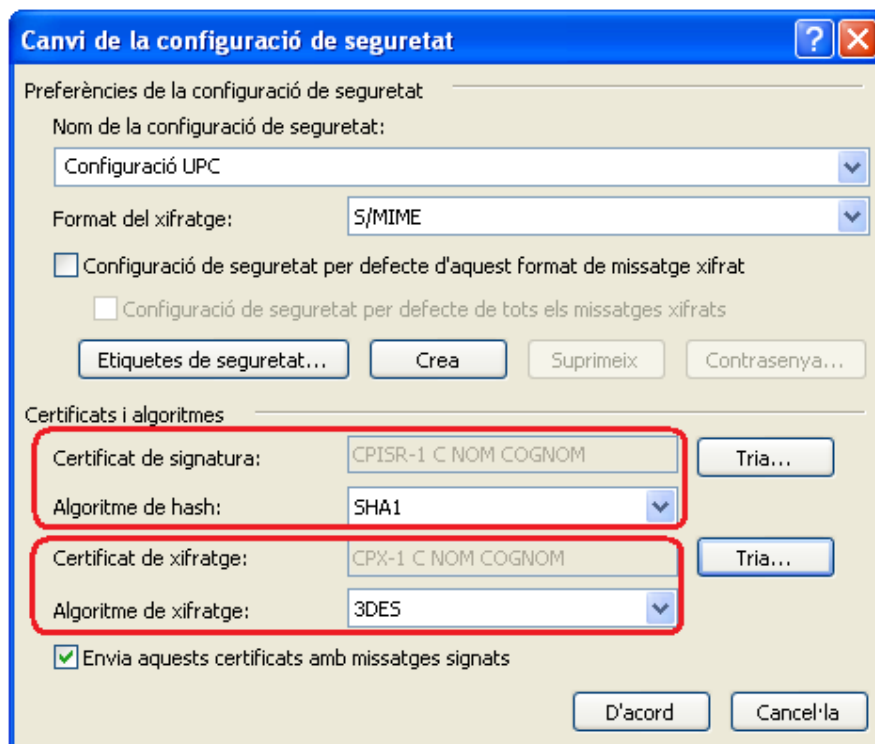 Canvi de la configuració de seguretat
Preferències de la configuració de seguretat
Nom de la configuració de seguretat:
Configuració UPC
Format del xifratge: S/MIME
Configuració de seguretat per defecte d'aquest format de missatge xifrat
Configuració de seguretat per defecte de tots els missatges xifrats
Etiquetes de seguretat... Crea Suprimeix Contrasenya...
Certificats i algoritmes
Certificat de signatura: CPISR-1 C NOM COGNOM Tria...
Algoritme de hash: SHA1
Certificat de xifratge: CPX-1 C NOM COGNOM Tria...
Algoritme de xifratge: 3DES
Envia aquests certificats amb missatges signats
D'acord Cancel·la